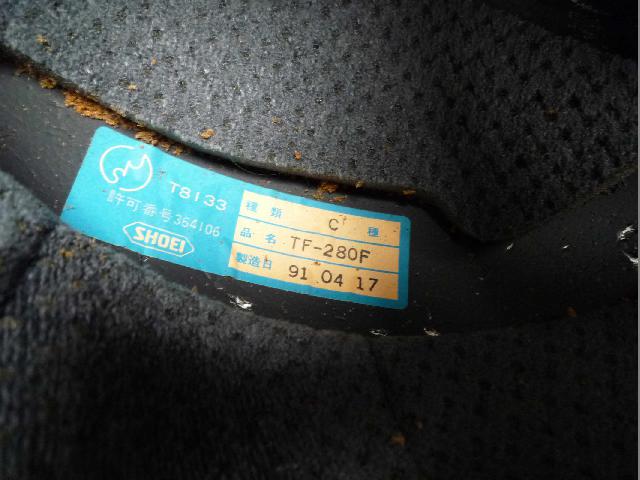 T8133
許可番号364106
SHOEI
種類 C 種
品名 TF-280F
製造日 91 04 17